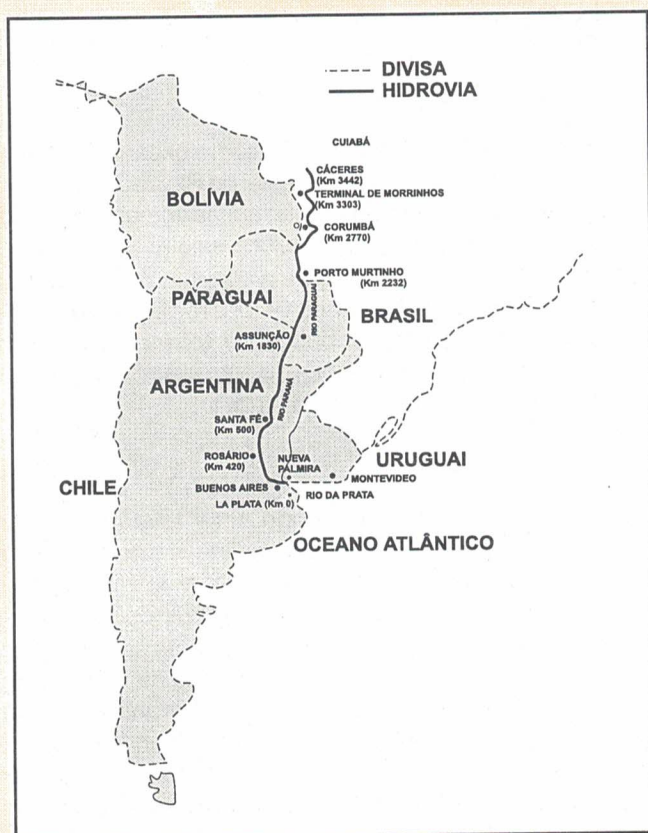 DIVISA
HIDROVIA
CUIABÁ
CÁCERES
(Km 3442)
TERMINAL DE MORRINHOS
(Km 3303)
BOLÍVIA
CORUMBÁ
(Km 2770)
PORTO MURTINHO
(Km 2232)
PARAGUAI
RIO PARAGUAI
BRASIL
ASSUNÇÃO
(Km 1830)
ARGENTINA
RIO PARANÁ
SANTA FÉ
(Km 500)
ROSÁRIO
(Km 420)
NUEVA
PALMIRA
URUGUAI
MONTEVIDEO
CHILE
BUENOS AIRES
RIO DA PRATA
LA PLATA (Km 0)
OCEANO ATLÂNTICO